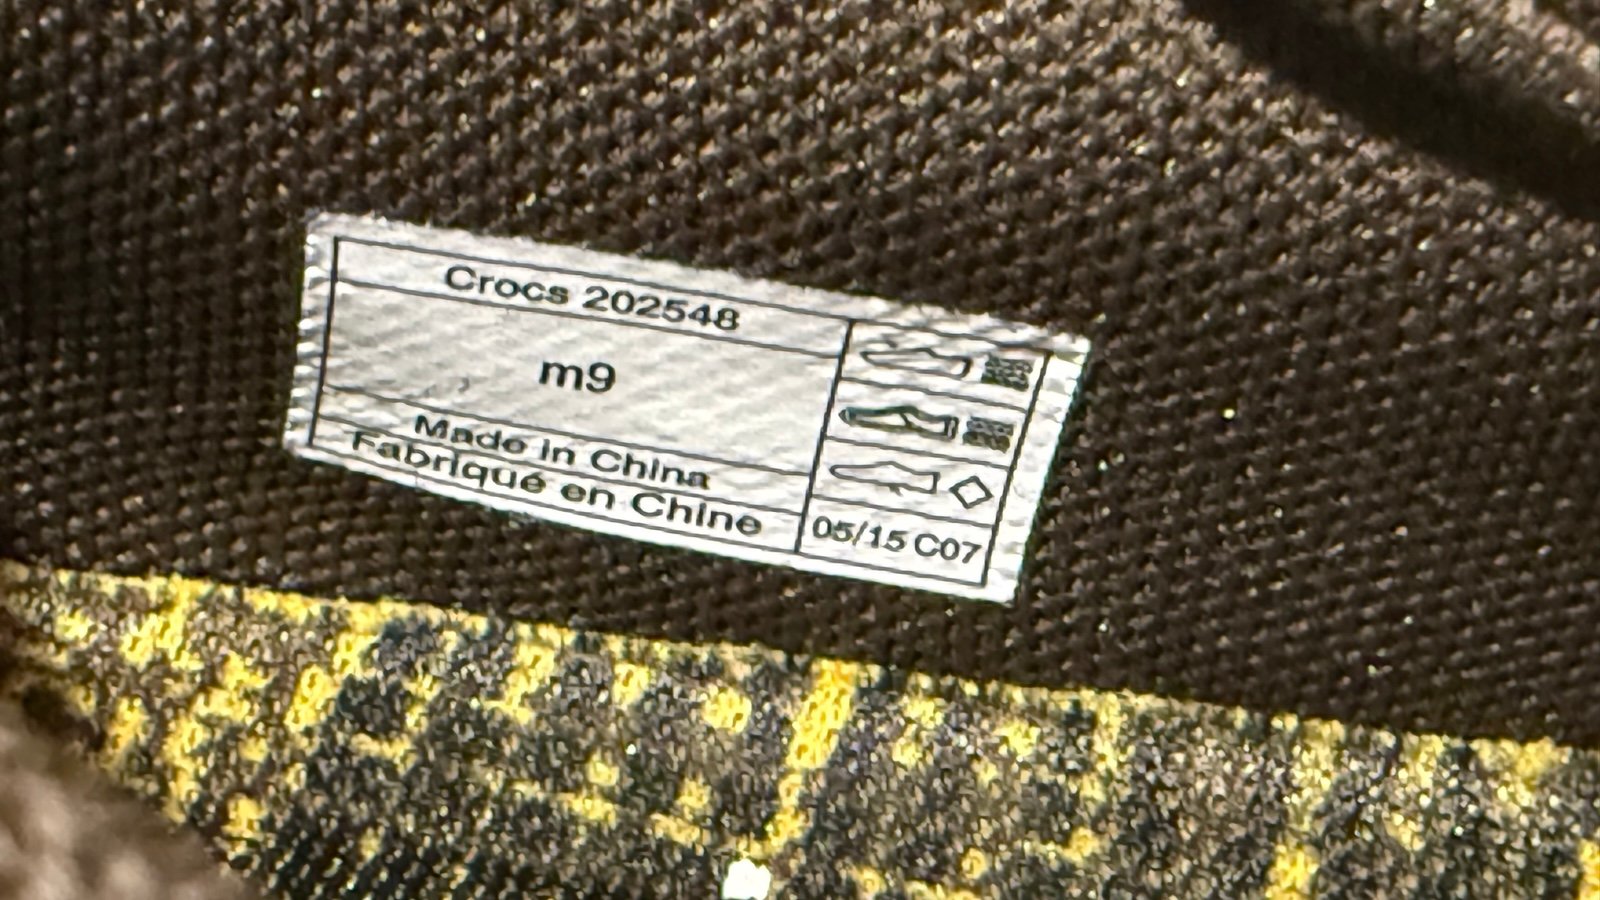 Crocs 202548
m9
Made in China
Fabriqué en Chine
05/15 C07